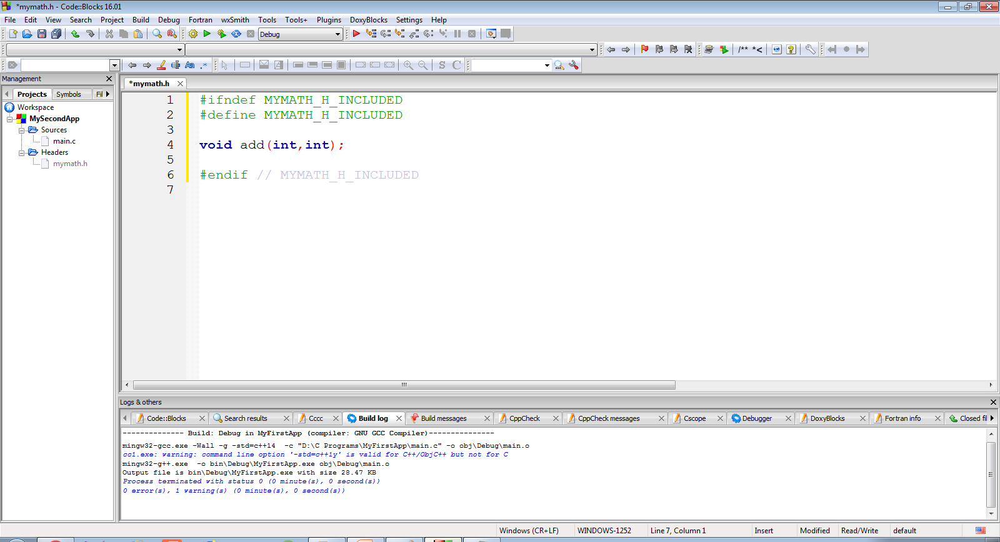 *mymath.h - Code::Blocks 16.01
File Edit View Search Project Build Debug Fortran wxSmith Tools Tools+ Plugins DoxyBlocks Settings Help
Debug
/** *<
Aa .*
S C
Management
Projects Symbols Fil
Workspace
MySecondApp
Sources
main.c
Headers
mymath.h
*mymath.h
1 #ifndef MYMATH_H_INCLUDED
2 #define MYMATH_H_INCLUDED
3
4 void add(int,int);
5
6 #endif // MYMATH_H_INCLUDED
7
Logs & others
Code::Blocks Search results Cccc Build log Build messages CppCheck CppCheck messages Cscope Debugger DoxyBlocks Fortran info Closed fil
-------------- Build: Debug in MyFirstApp (compiler: GNU GCC Compiler)---------------
mingw32-gcc.exe -Wall -g -std=c++14  -c "D:\C Programs\MyFirstApp\main.c" -o obj\Debug\main.o
cc1.exe: warning: command line option '-std=c++1y' is valid for C++/ObjC++ but not for C
mingw32-g++.exe  -o bin\Debug\MyFirstApp.exe obj\Debug\main.o
Output file is bin\Debug\MyFirstApp.exe with size 28.47 KB
Process terminated with status 0 (0 minute(s), 0 second(s))
0 error(s), 1 warning(s) (0 minute(s), 0 second(s))
Windows (CR+LF) WINDOWS-1252 Line 7, Column 1 Insert Modified Read/Write default